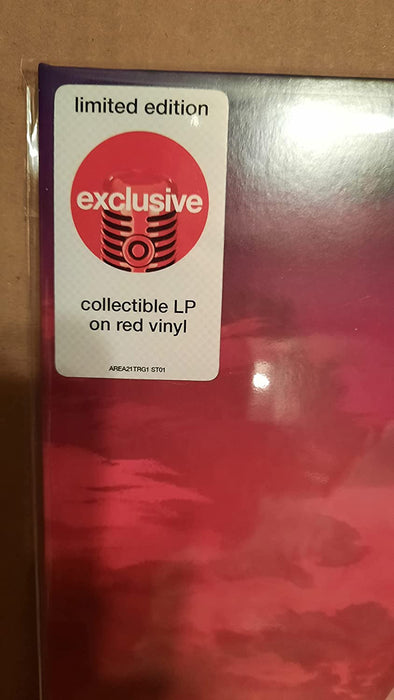 limited edition
exclusive
collectible LP
on red vinyl
AREA21TRG1 ST01